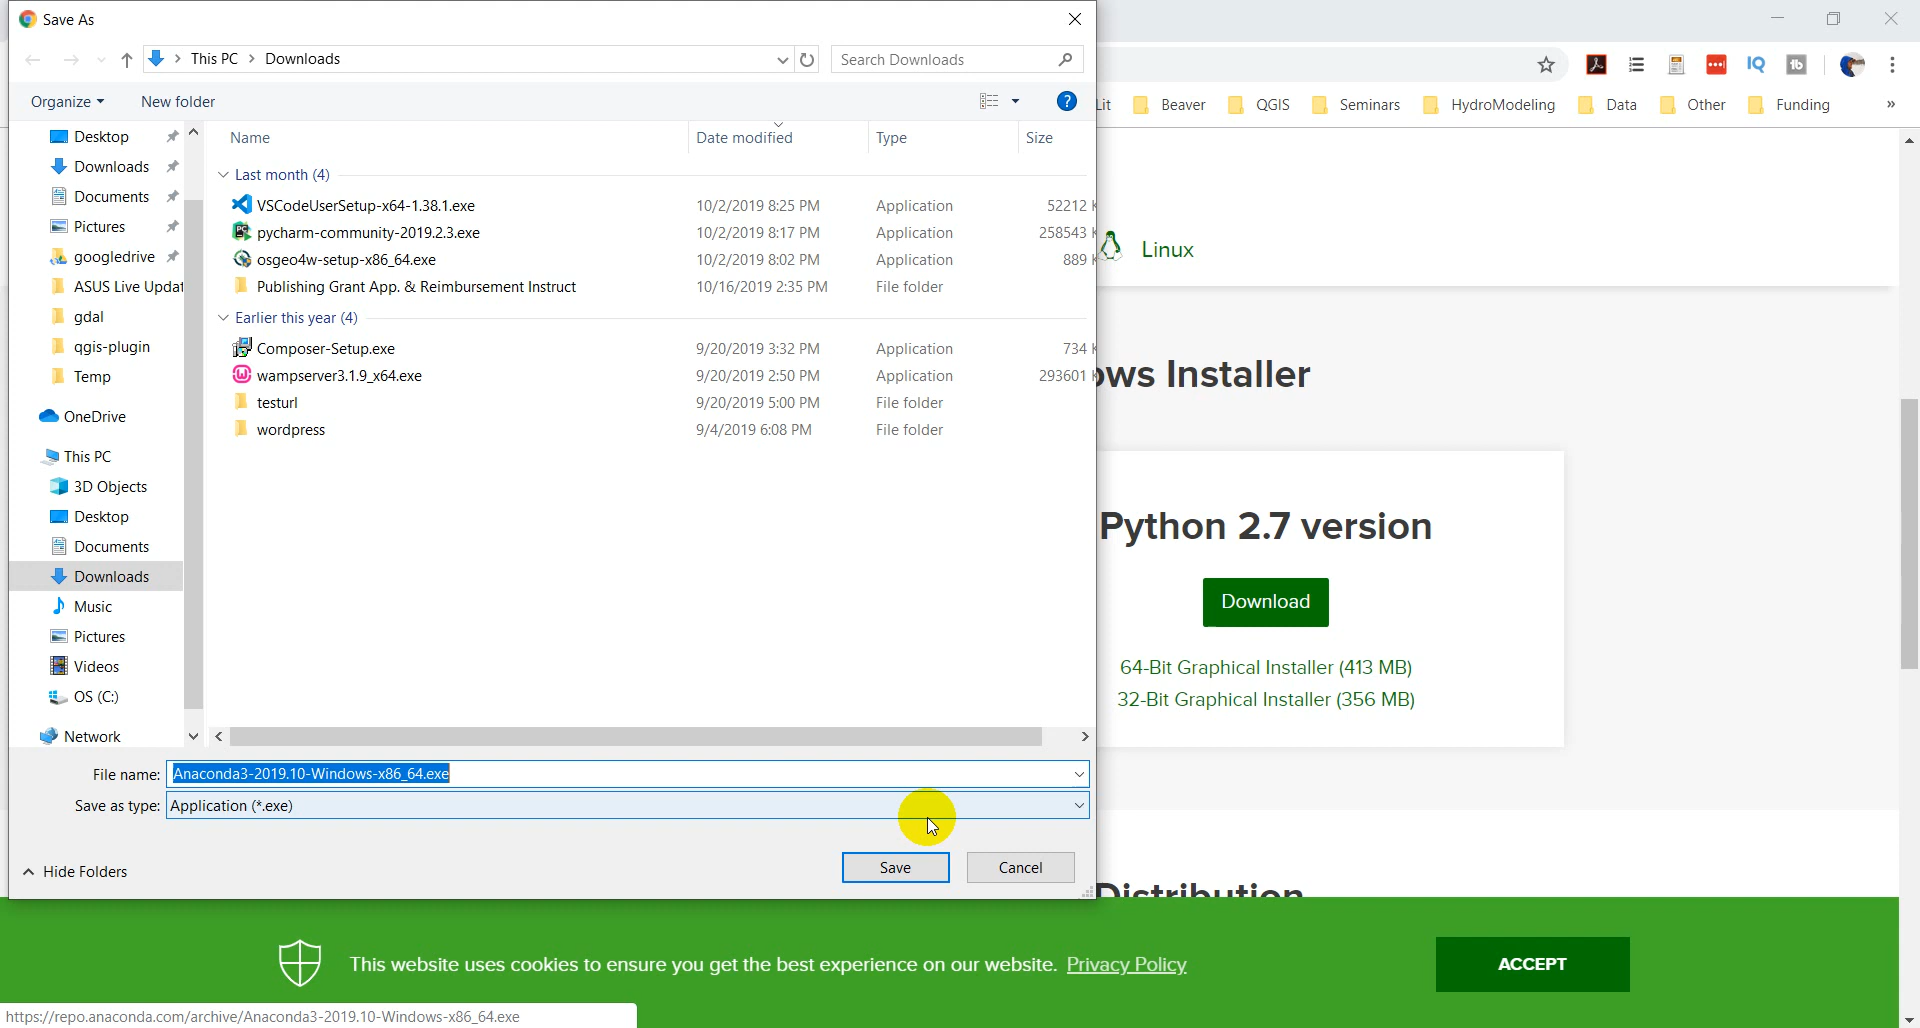 Save As
This PC > Downloads
Search Downloads
Organize
New folder
Lit
Beaver
QGIS
Seminars
HydroModeling
Data
Other
Funding
»
IQ
tb
Desktop
Downloads
Documents
Pictures
googledrive
ASUS Live Updat
gdal
qgis-plugin
Temp
OneDrive
This PC
3D Objects
Desktop
Documents
Downloads
Music
Pictures
Videos
OS (C:)
Network
Name Date modified Type Size
Last month (4)
VSCodeUserSetup-x64-1.38.1.exe 10/2/2019 8:25 PM Application 52212 K
pycharm-community-2019.2.3.exe 10/2/2019 8:17 PM Application 258543 K
osgeo4w-setup-x86_64.exe 10/2/2019 8:02 PM Application 889 K
Publishing Grant App. & Reimbursement Instruct 10/16/2019 2:35 PM File folder
Earlier this year (4)
Composer-Setup.exe 9/20/2019 3:32 PM Application 734 K
wampserver3.1.9_x64.exe 9/20/2019 2:50 PM Application 293601 K
testurl 9/20/2019 5:00 PM File folder
wordpress 9/4/2019 6:08 PM File folder
File name: Anaconda3-2019.10-Windows-x86_64.exe
Save as type: Application (*.exe)
Hide Folders
Save
Cancel
Linux
ows Installer
Python 2.7 version
Download
64-Bit Graphical Installer (413 MB)
32-Bit Graphical Installer (356 MB)
Distribution
This website uses cookies to ensure you get the best experience on our website. Privacy Policy
ACCEPT
https://repo.anaconda.com/archive/Anaconda3-2019.10-Windows-x86_64.exe